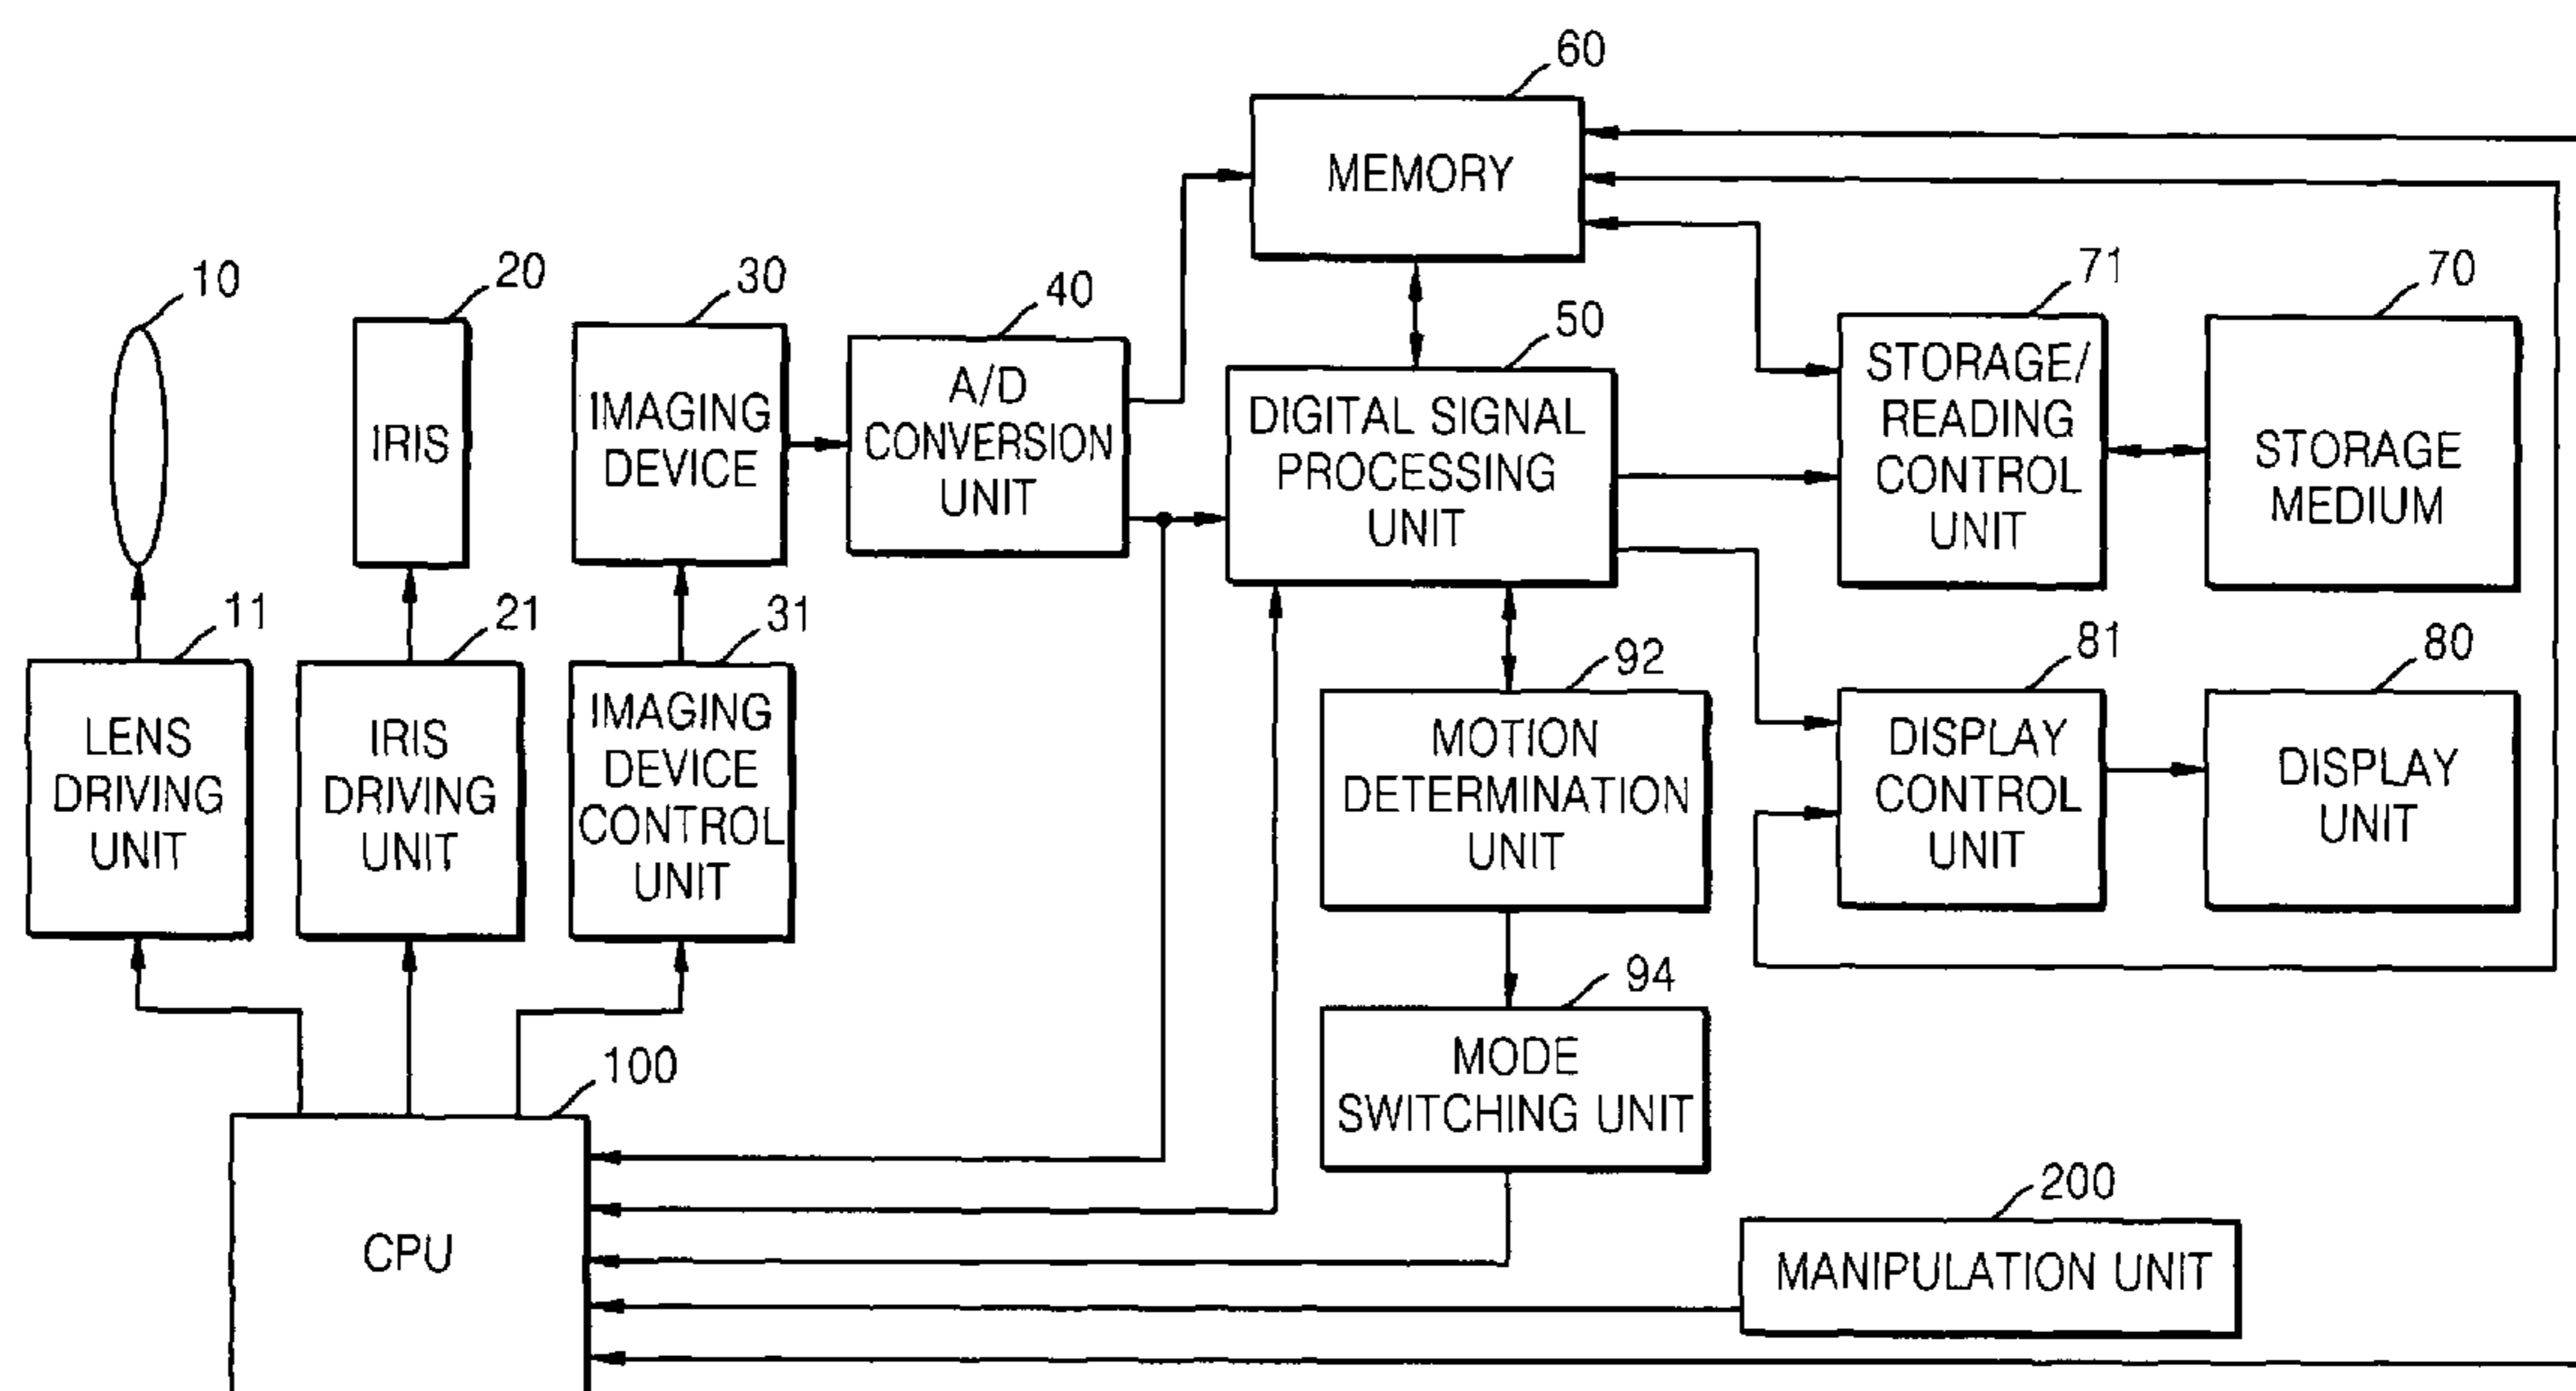 60
MEMORY
10
20
IRIS
30
IMAGING
DEVICE
40
A/D
CONVERSION
UNIT
50
DIGITAL SIGNAL
PROCESSING
UNIT
71
STORAGE/
READING
CONTROL
UNIT
70
STORAGE
MEDIUM
11
LENS
DRIVING
UNIT
21
IRIS
DRIVING
UNIT
31
IMAGING
DEVICE
CONTROL
UNIT
92
MOTION
DETERMINATION
UNIT
81
DISPLAY
CONTROL
UNIT
80
DISPLAY
UNIT
94
MODE
SWITCHING UNIT
100
CPU
200
MANIPULATION UNIT